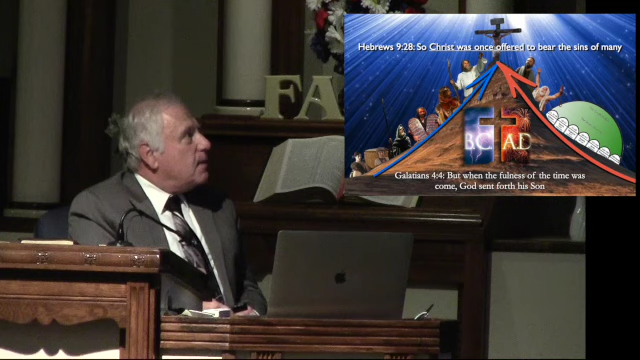 Hebrews 9:28: So Christ was once offered to bear the sins of many
BC AD
Galatians 4:4: But when the fulness of the time was
come, God sent forth his Son
FA